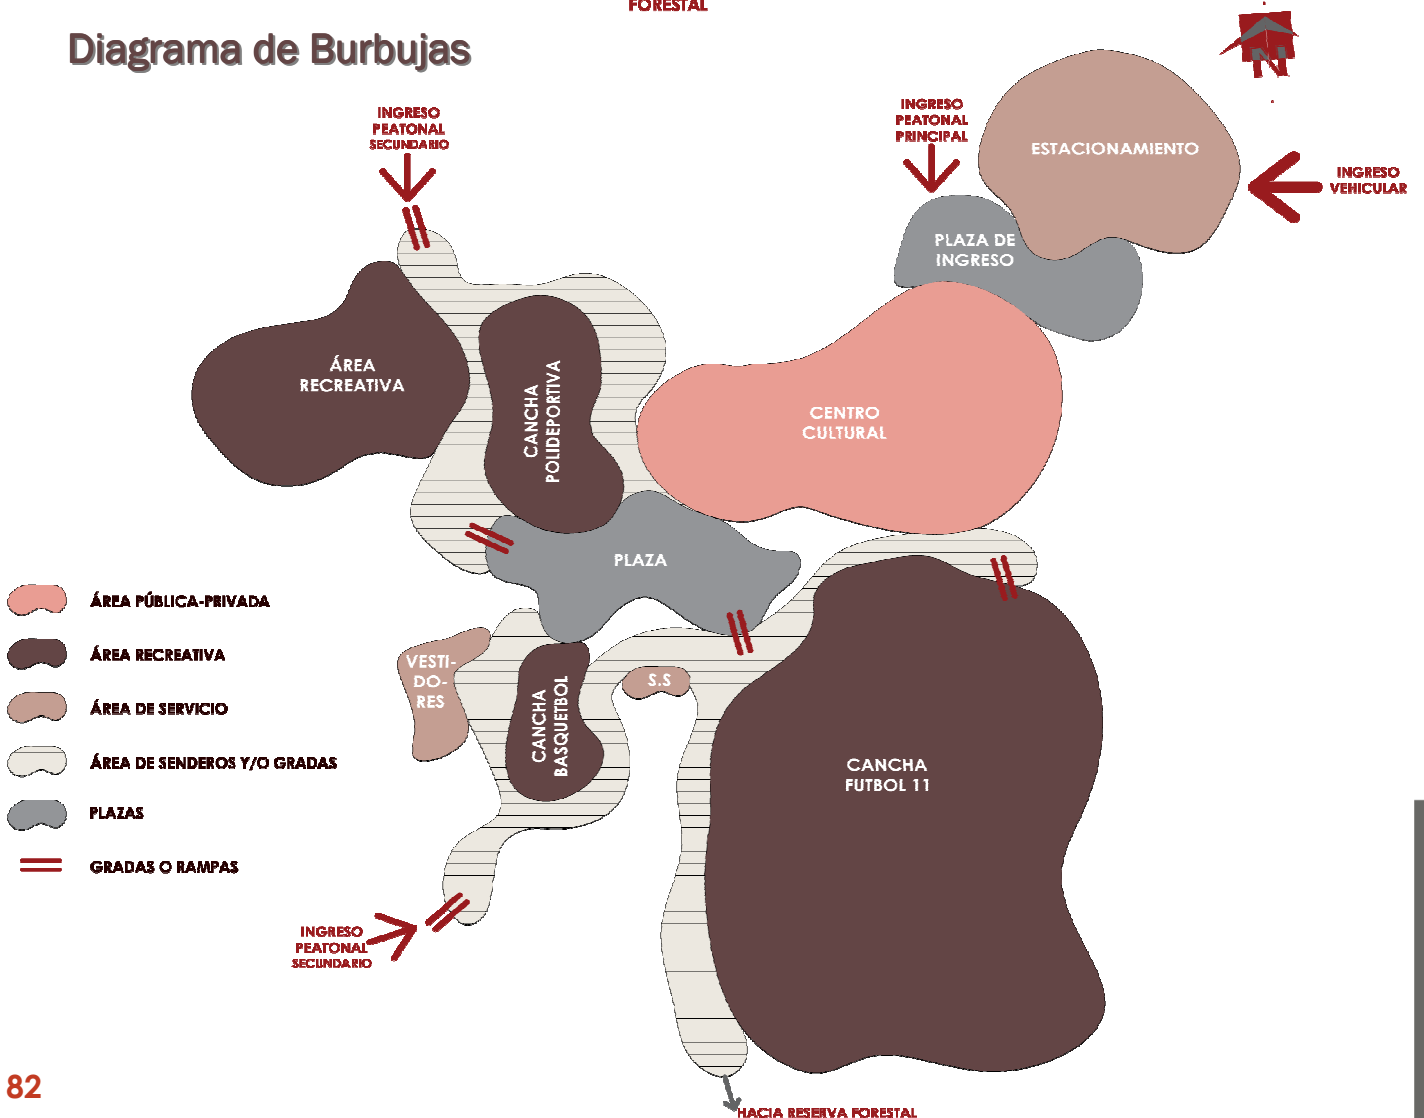 FORESTAL
Diagrama de Burbujas
INGRESO
PEATONAL
SECUNDARIO
INGRESO
PEATONAL
PRINCIPAL
ESTACIONAMIENTO
INGRESO
VEHICULAR
PLAZA DE
INGRESO
ÁREA
RECREATIVA
CANCHA
POLIDEPORTIVA
CENTRO
CULTURAL
PLAZA
ÁREA PÚBLICA-PRIVADA
ÁREA RECREATIVA
ÁREA DE SERVICIO
ÁREA DE SENDEROS Y/O GRADAS
PLAZAS
GRADAS O RAMPAS
VESTI-
DO-
RES
S.S
CANCHA
BASQUETBOL
CANCHA
FUTBOL 11
INGRESO
PEATONAL
SECUNDARIO
82
HACIA RESERVA FORESTAL